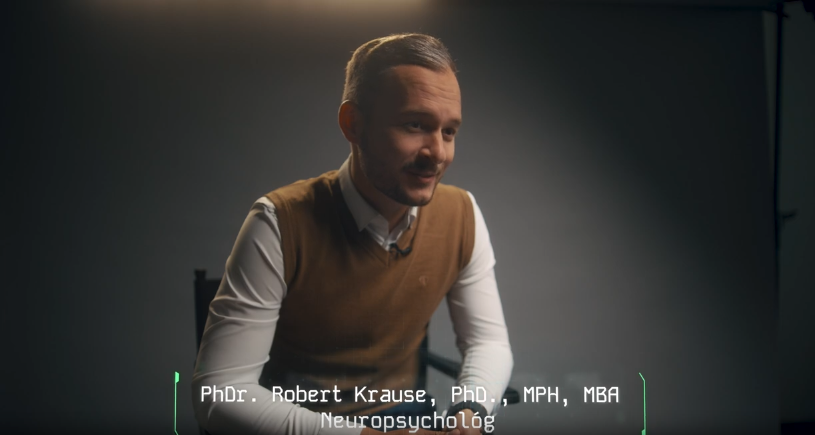 PhDr. Robert Krause, PhD., MPH, MBA
Neuropsychológ